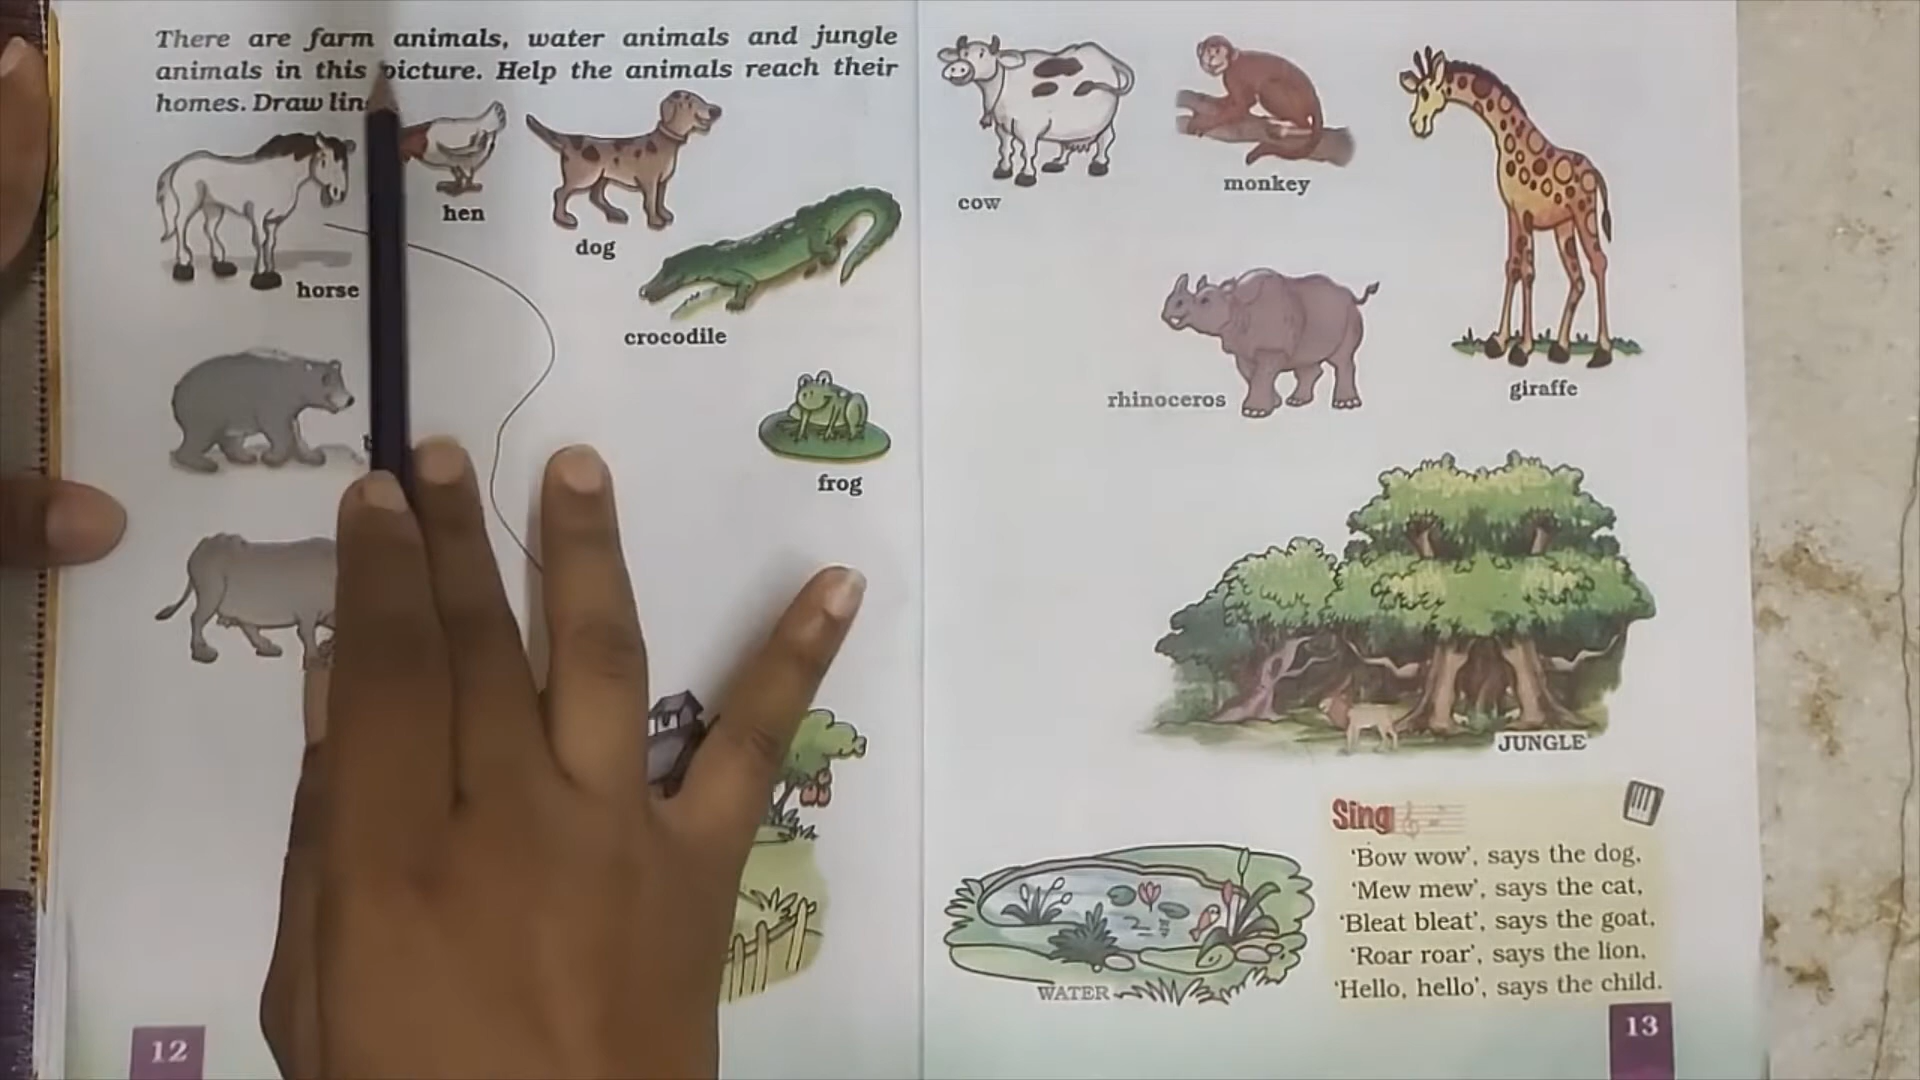 There are farm animals, water animals and jungle
animals in this picture. Help the animals reach their
homes. Draw
hen
dog
horse
crocodile
frog
12
cow
monkey
rhinoceros
giraffe
JUNGLE
WATER
Sing
‘Bow wow’, says the dog,
‘Mew mew’, says the cat,
‘Bleat bleat’, says the goat,
‘Roar roar’, says the lion,
‘Hello, hello’, says the child.
13